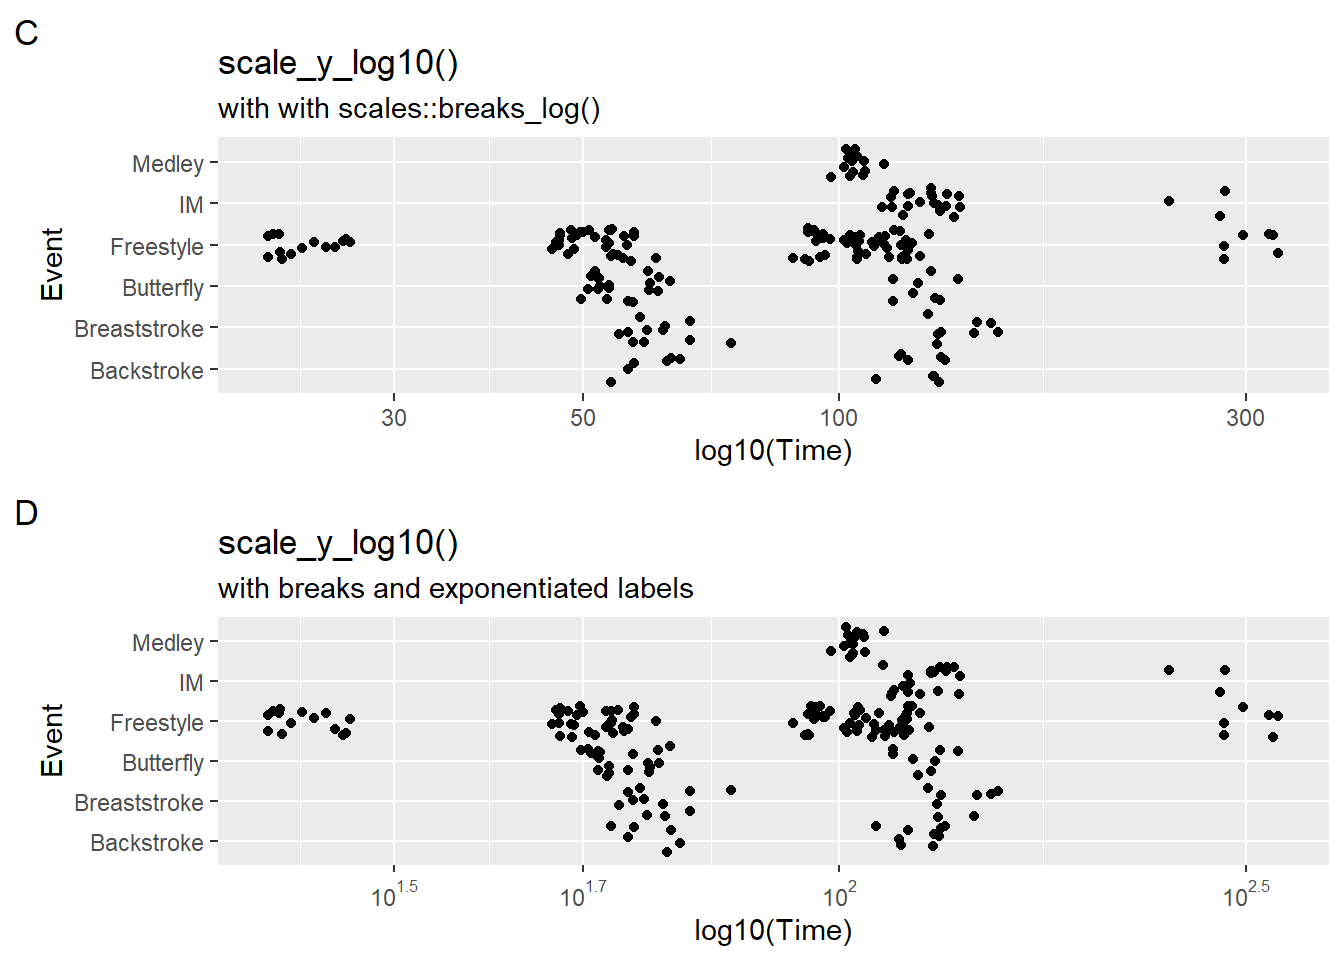 C
scale_y_log10()
with with scales::breaks_log()
Medley
IM
Freestyle
Butterfly
Breaststroke
Backstroke
Event
30 50 100 300
log10(Time)
D
scale_y_log10()
with breaks and exponentiated labels
Medley
IM
Freestyle
Butterfly
Breaststroke
Backstroke
Event
10^1.5 10^1.7 10^2 10^2.5
log10(Time)